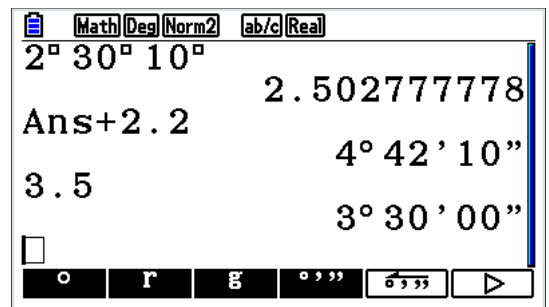 Math Deg Norm2 ab/c Real
2° 30° 10°
2.502777778
Ans+2.2
4°42’10”
3.5
3°30’00”
° r g °’” °’” ▷